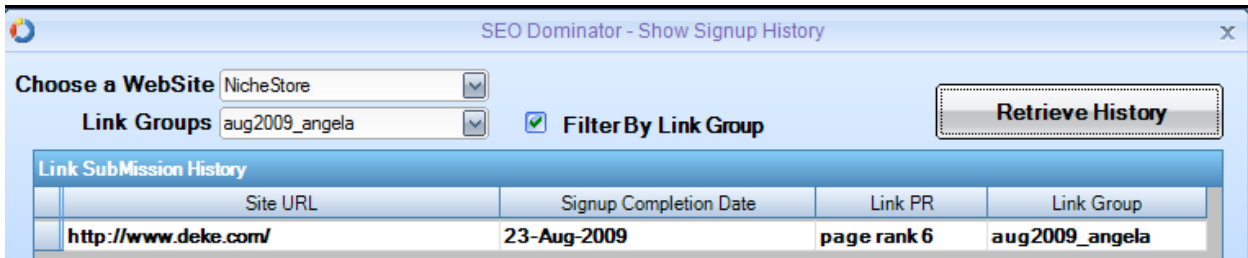 SEO Dominator - Show Signup History
x
Choose a WebSite NicheStore
Link Groups aug2009_angela Filter By Link Group
Retrieve History
Link SubMission History
Site URL Signup Completion Date Link PR Link Group
http://www.deke.com/ 23-Aug-2009 page rank 6 aug2009_angela